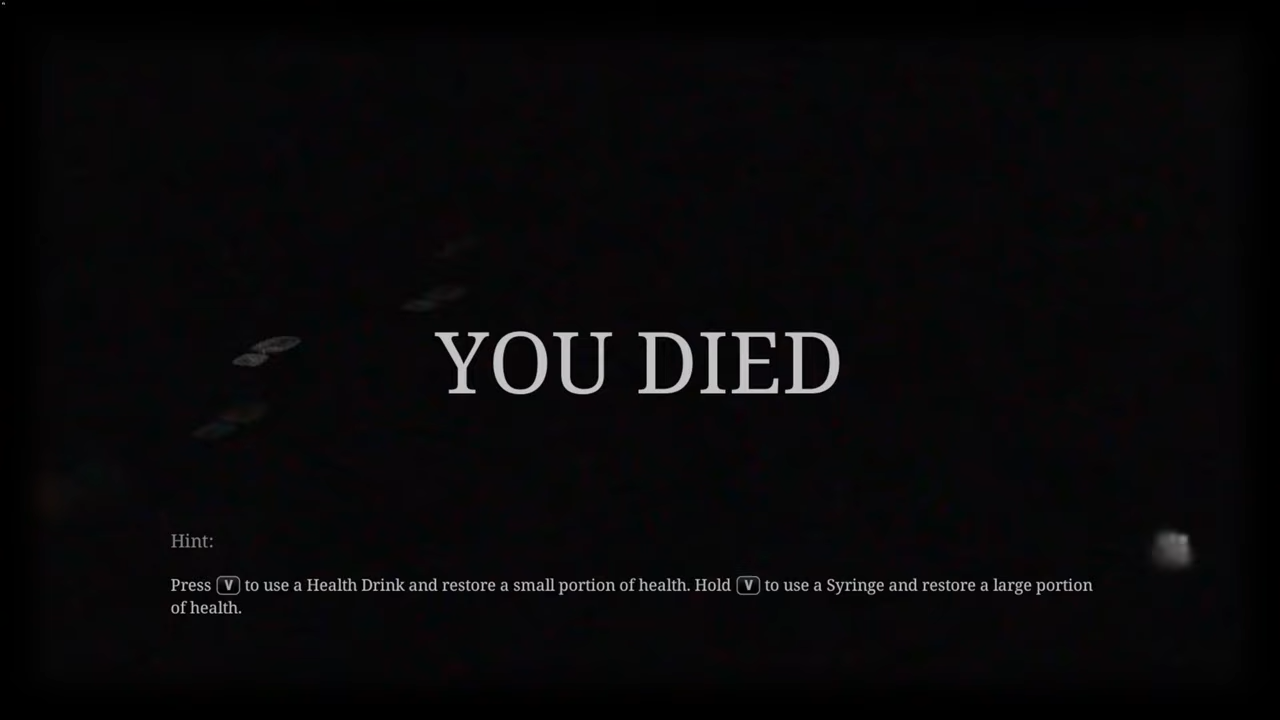 YOU DIED
Hint:
Press V to use a Health Drink and restore a small portion of health. Hold V to use a Syringe and restore a large portion
of health.